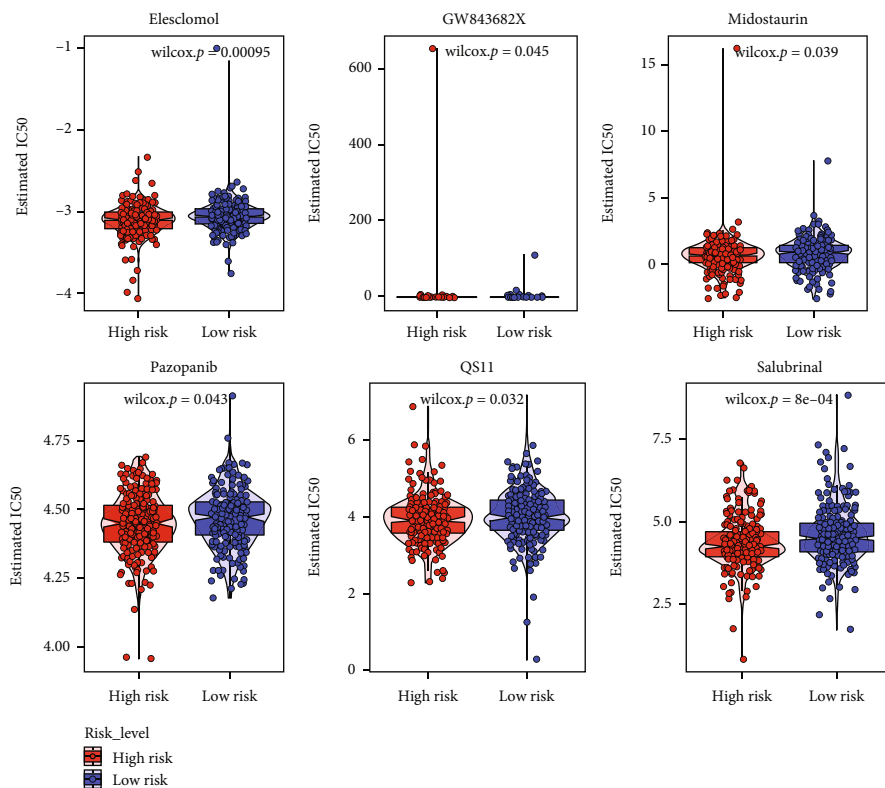 Elesclomol
GW843682X
Midostaurin
wilcox.p = 0.00095
wilcox.p = 0.045
wilcox.p = 0.039
Estimated IC50
−1
−2
−3
−4
Estimated IC50
600
400
200
0
Estimated IC50
15
10
5
0
High risk
Low risk
High risk
Low risk
High risk
Low risk
Pazopanib
QS11
Salubrinal
wilcox.p = 0.043
wilcox.p = 0.032
wilcox.p = 8e−04
Estimated IC50
4.75
4.50
4.25
4.00
Estimated IC50
6
4
2
0
Estimated IC50
7.5
5.0
2.5
High risk
Low risk
High risk
Low risk
High risk
Low risk
Risk_level
High risk
Low risk